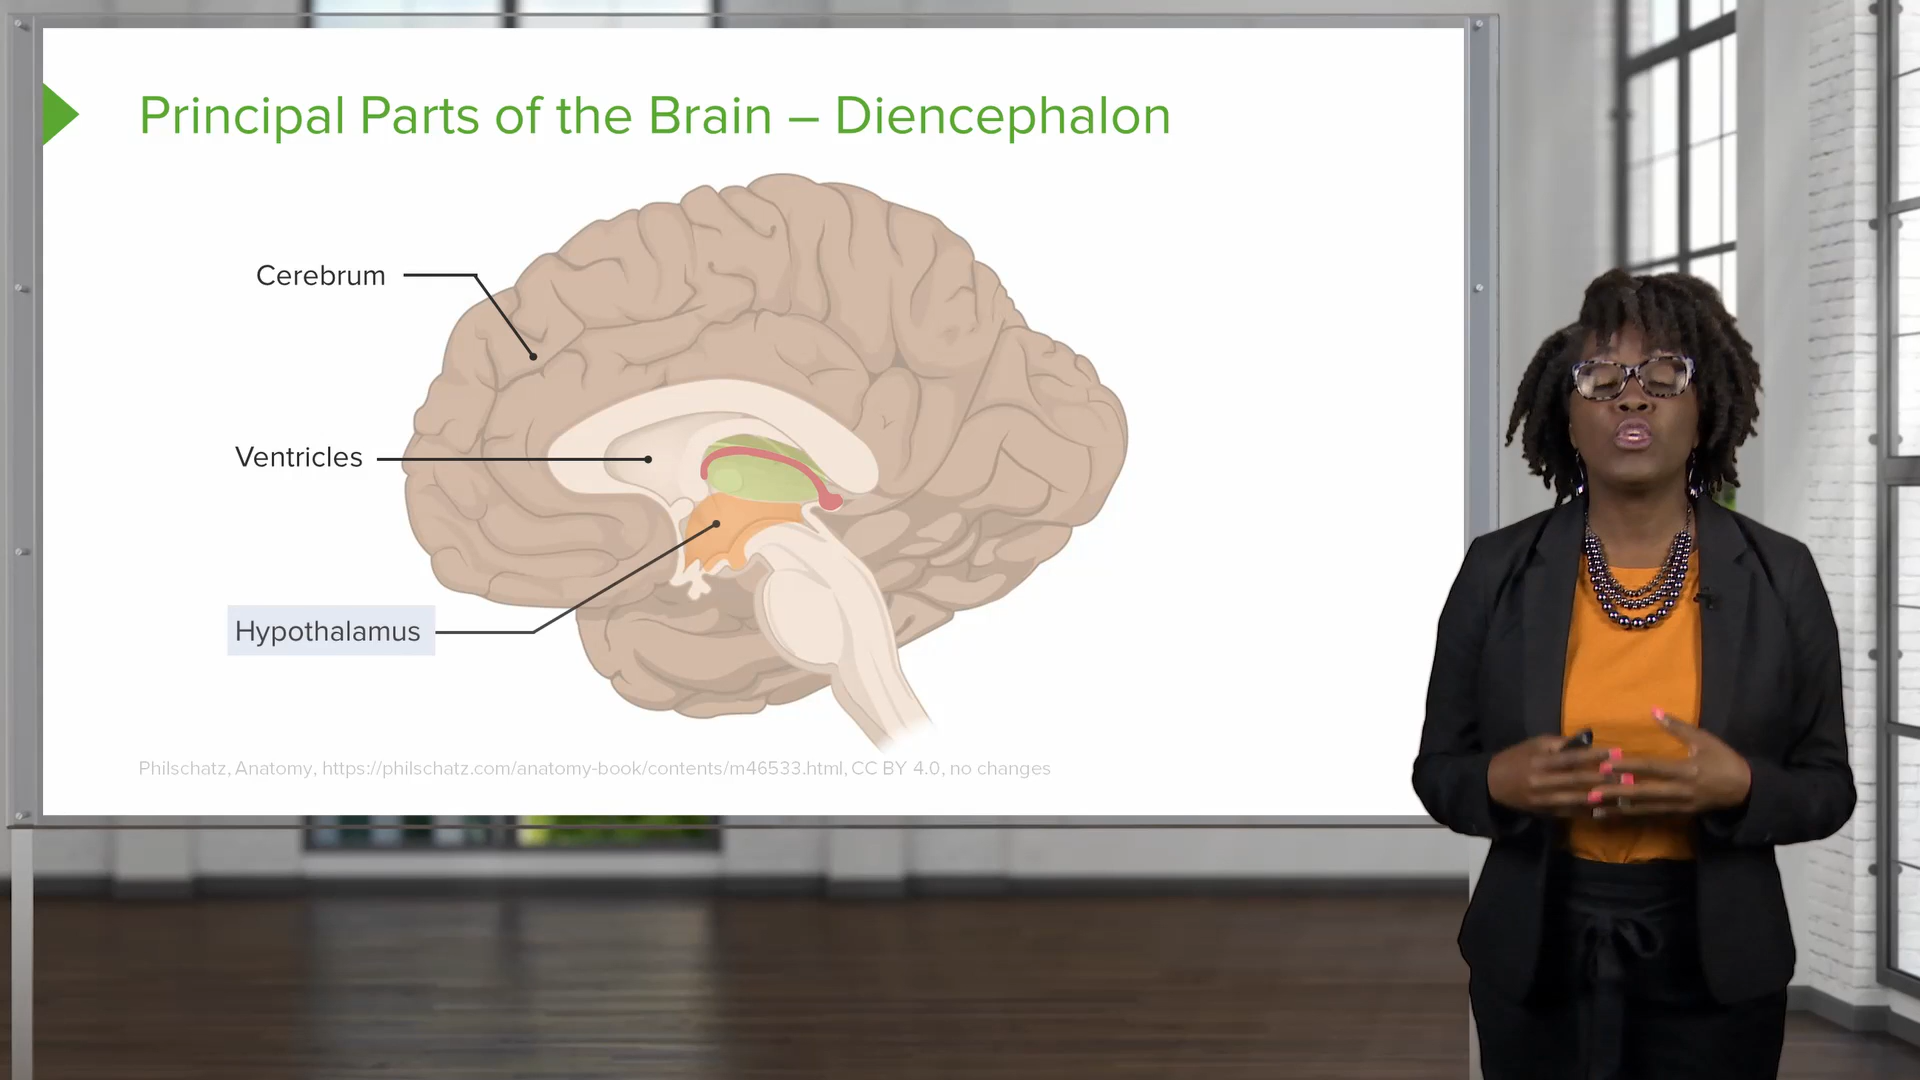 Principal Parts of the Brain – Diencephalon
Cerebrum
Ventricles
Hypothalamus
Philschatz, Anatomy, https://philschatz.com/anatomy-book/contents/m46533.html, CC BY 4.0, no changes